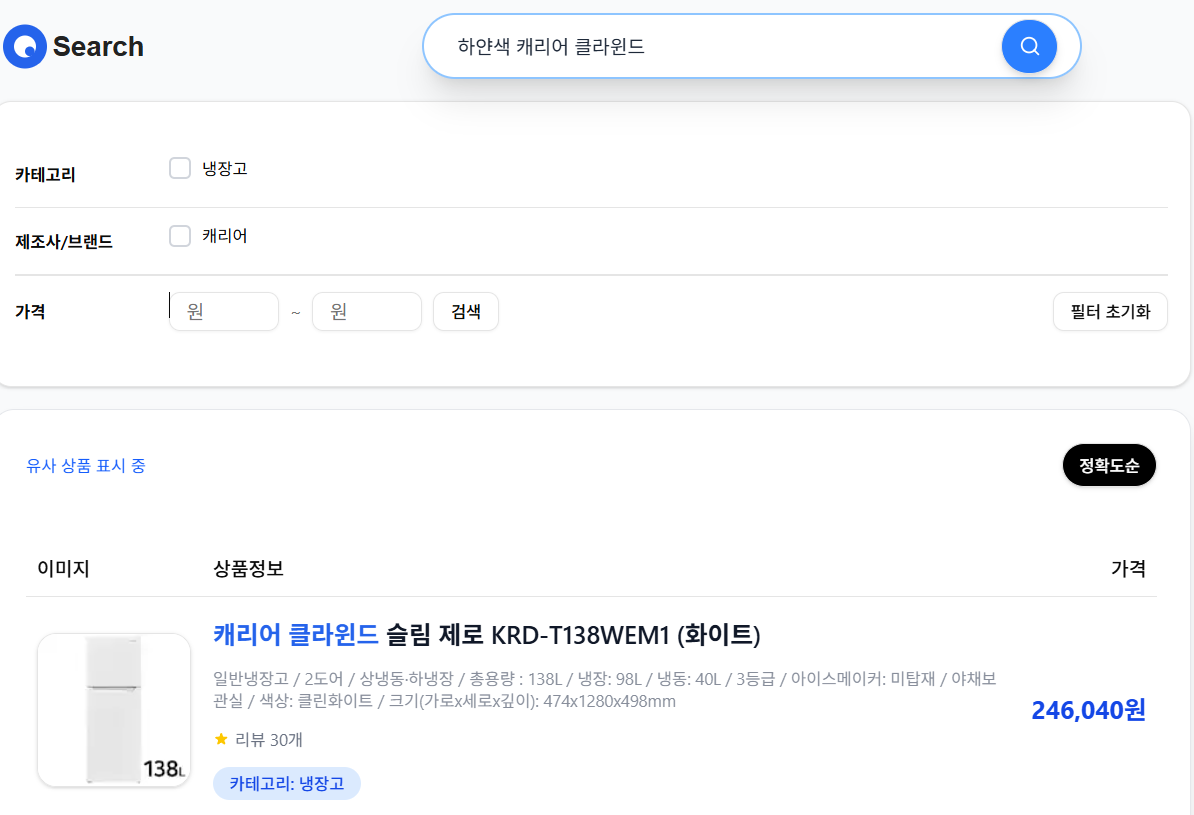 Search
하얀색 캐리어 클라윈드
카테고리
냉장고
제조사/브랜드
캐리어
가격
원 ~ 원 검색 필터 초기화
유사 상품 표시 중
정확도순
이미지 상품정보 가격
캐리어 클라윈드 슬림 제로 KRD-T138WEM1 (화이트)
일반냉장고 / 2도어 / 상냉동·하냉장 / 총용량 : 138L / 냉장: 98L / 냉동: 40L / 3등급 / 아이스메이커: 미탑재 / 야채보
관실 / 색상: 클린화이트 / 크기(가로x세로x깊이): 474x1280x498mm
246,040원
리뷰 30개
138L
카테고리: 냉장고